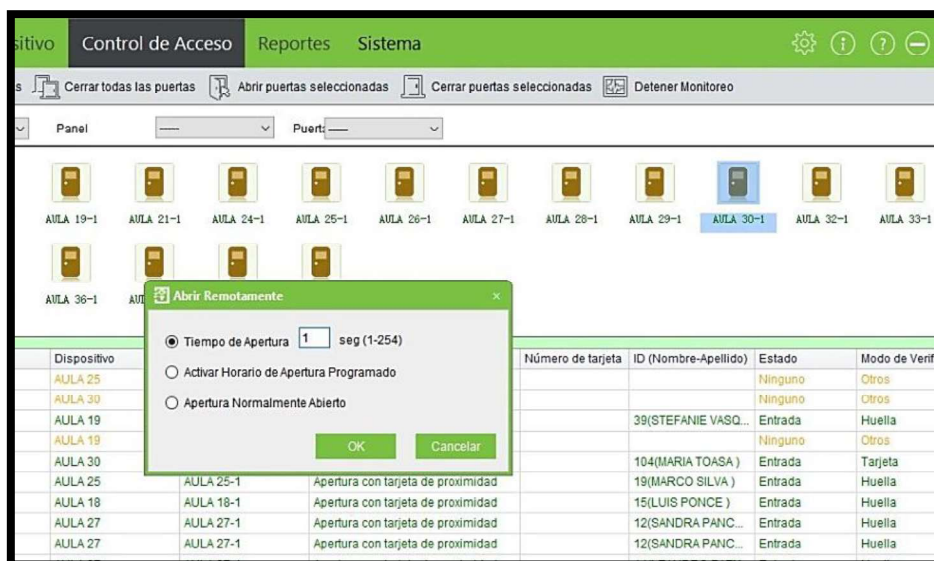 sitivo Control de Acceso Reportes Sistema
s Cerrar todas las puertas Abrir puertas seleccionadas Cerrar puertas seleccionadas Detener Monitoreo
Panel ----- Puert: -----
AULA 19-1 AULA 21-1 AULA 24-1 AULA 25-1 AULA 26-1 AULA 27-1 AULA 28-1 AULA 29-1 AULA 30-1 AULA 32-1 AULA 33-1
AULA 36-1 AUI
Abrir Remotamente ×
Tiempo de Apertura 1 seg (1-254)
Activar Horario de Apertura Programado
Apertura Normalmente Abierto
OK Cancelar
Dispositivo Número de tarjeta ID (Nombre-Apellido) Estado Modo de Verif
AULA 25 Ninguno Otros
AULA 30 Ninguno Otros
AULA 19 39(STEFANIE VASQ... Entrada Huella
AULA 19 Ninguno Otros
AULA 30 104(MARIA TOASA ) Entrada Tarjeta
AULA 25 AULA 25-1 Apertura con tarjeta de proximidad 19(MARCO SILVA ) Entrada Huella
AULA 18 AULA 18-1 Apertura con tarjeta de proximidad 15(LUIS PONCE ) Entrada Huella
AULA 27 AULA 27-1 Apertura con tarjeta de proximidad 12(SANDRA PANC... Entrada Huella
AULA 27 AULA 27-1 Apertura con tarjeta de proximidad 12(SANDRA PANC... Entrada Huella